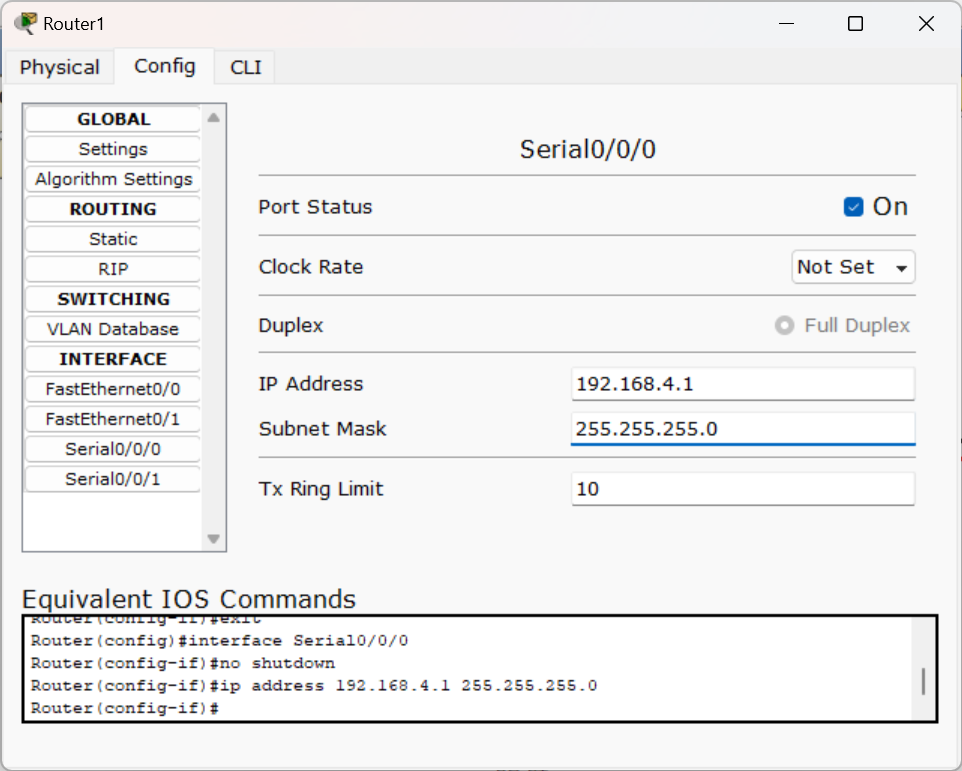 Router1
Physical Config CLI
GLOBAL
Settings
Algorithm Settings
ROUTING
Static
RIP
SWITCHING
VLAN Database
INTERFACE
FastEthernet0/0
FastEthernet0/1
Serial0/0/0
Serial0/0/1
Serial0/0/0
Port Status On
Clock Rate Not Set
Duplex Full Duplex
IP Address 192.168.4.1
Subnet Mask 255.255.255.0
Tx Ring Limit 10
Equivalent IOS Commands
Router(config-if)#exit
Router(config)#interface Serial0/0/0
Router(config-if)#no shutdown
Router(config-if)#ip address 192.168.4.1 255.255.255.0
Router(config-if)#